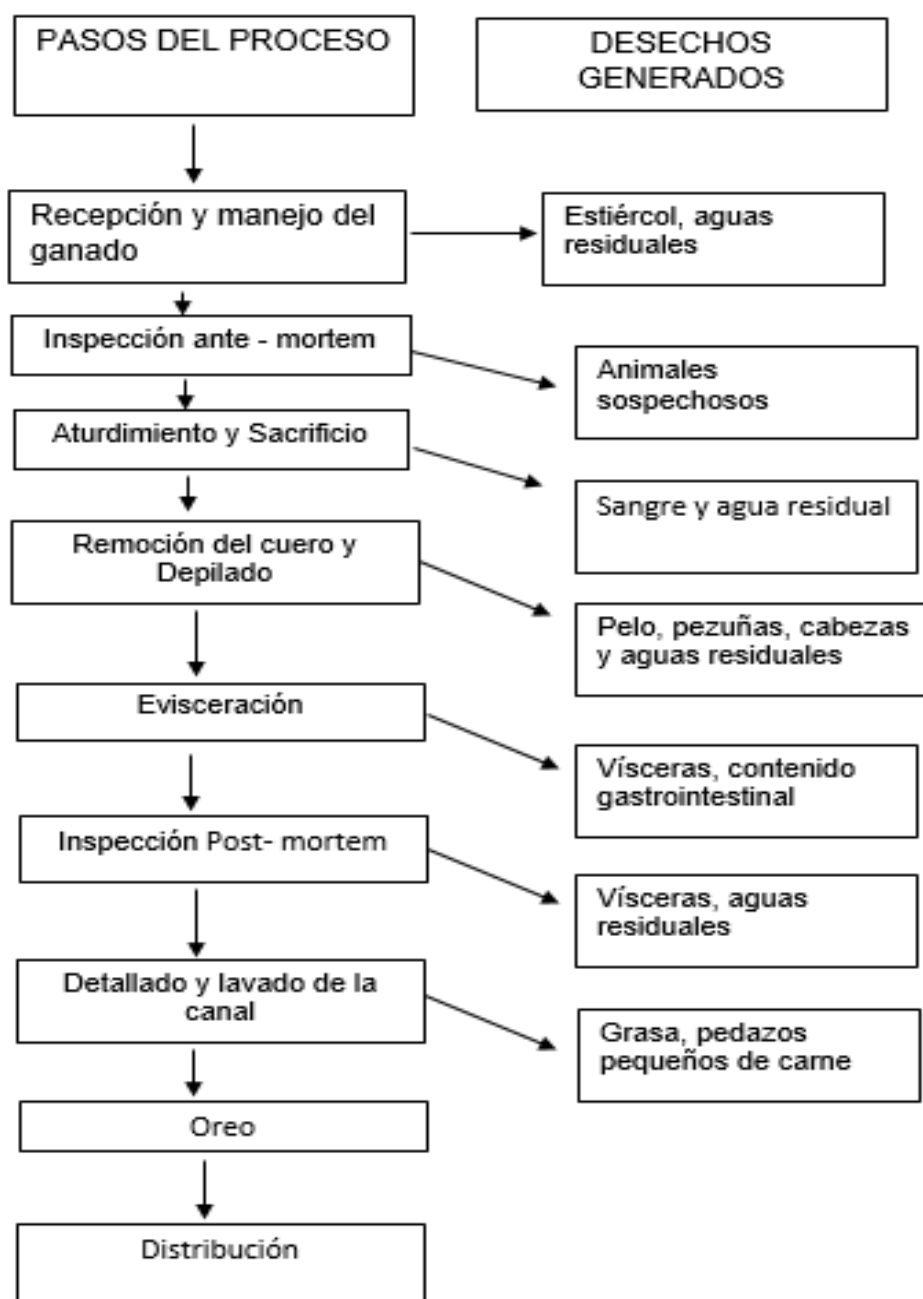 PASOS DEL PROCESO
DESECHOS
GENERADOS
Recepción y manejo del
ganado
Estiércol, aguas
residuales
Inspección ante - mortem
Animales
sospechosos
Aturdimiento y Sacrificio
Sangre y agua residual
Remoción del cuero y
Depilado
Pelo, pezuñas, cabezas
y aguas residuales
Evisceración
Vísceras, contenido
gastrointestinal
Inspección Post- mortem
Vísceras, aguas
residuales
Detallado y lavado de la
canal
Grasa, pedazos
pequeños de carne
Oreo
Distribución